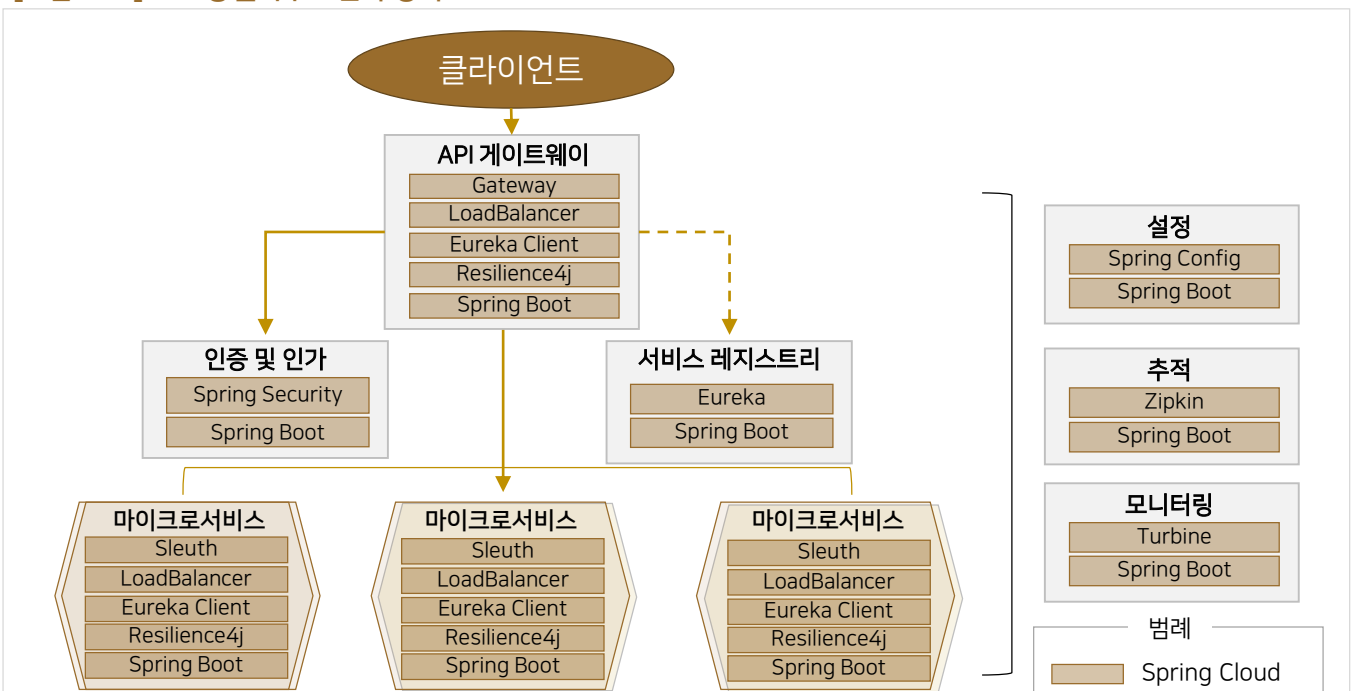 클라이언트
API 게이트웨이
Gateway
LoadBalancer
Eureka Client
Resilience4j
Spring Boot
인증 및 인가
Spring Security
Spring Boot
서비스 레지스트리
Eureka
Spring Boot
마이크로서비스
Sleuth
LoadBalancer
Eureka Client
Resilience4j
Spring Boot
마이크로서비스
Sleuth
LoadBalancer
Eureka Client
Resilience4j
Spring Boot
마이크로서비스
Sleuth
LoadBalancer
Eureka Client
Resilience4j
Spring Boot
설정
Spring Config
Spring Boot
추적
Zipkin
Spring Boot
모니터링
Turbine
Spring Boot
범례
Spring Cloud